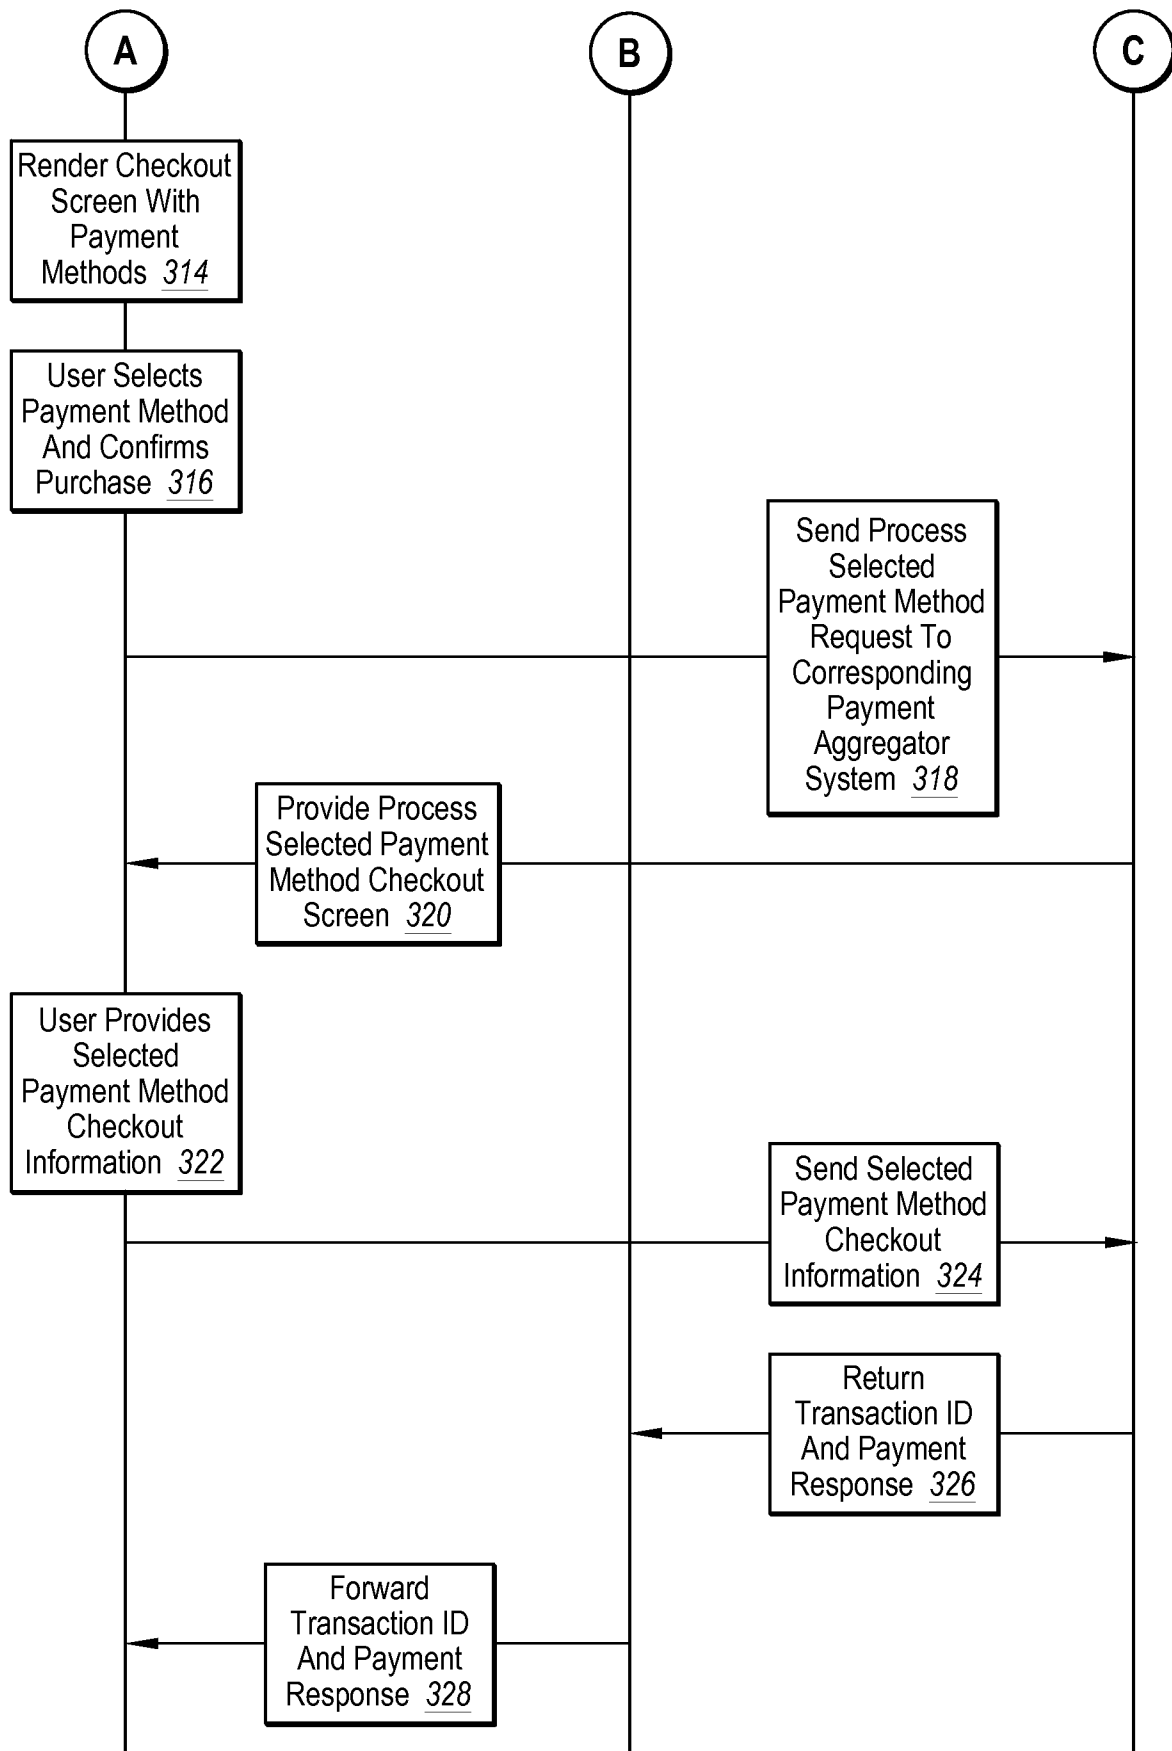 A
B
C
Render Checkout
Screen With
Payment
Methods 314
User Selects
Payment Method
And Confirms
Purchase 316
Send Process
Selected
Payment Method
Request To
Corresponding
Payment
Aggregator
System 318
Provide Process
Selected Payment
Method Checkout
Screen 320
User Provides
Selected
Payment Method
Checkout
Information 322
Send Selected
Payment Method
Checkout
Information 324
Return
Transaction ID
And Payment
Response 326
Forward
Transaction ID
And Payment
Response 328